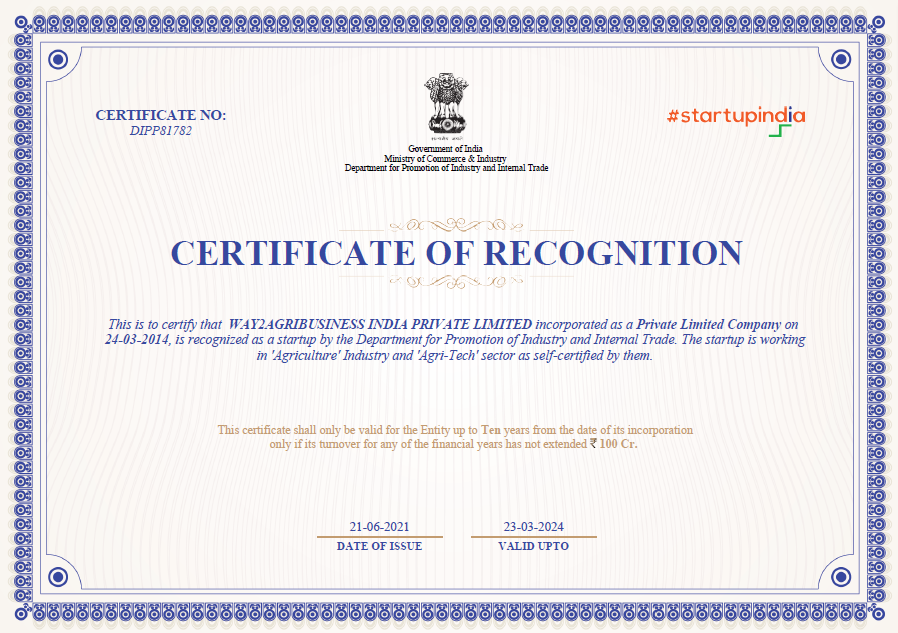 CERTIFICATE NO:
DIPP81782
#startupindia
Government of India
Ministry of Commerce & Industry
Department for Promotion of Industry and Internal Trade
CERTIFICATE OF RECOGNITION
This is to certify that WAY2AGRIBUSINESS INDIA PRIVATE LIMITED incorporated as a Private Limited Company on
24-03-2014, is recognized as a startup by the Department for Promotion of Industry and Internal Trade. The startup is working
in 'Agriculture' Industry and 'Agri-Tech' sector as self-certified by them.
This certificate shall only be valid for the Entity up to Ten years from the date of its incorporation
only if its turnover for any of the financial years has not extended ₹ 100 Cr.
21-06-2021
DATE OF ISSUE
23-03-2024
VALID UPTO